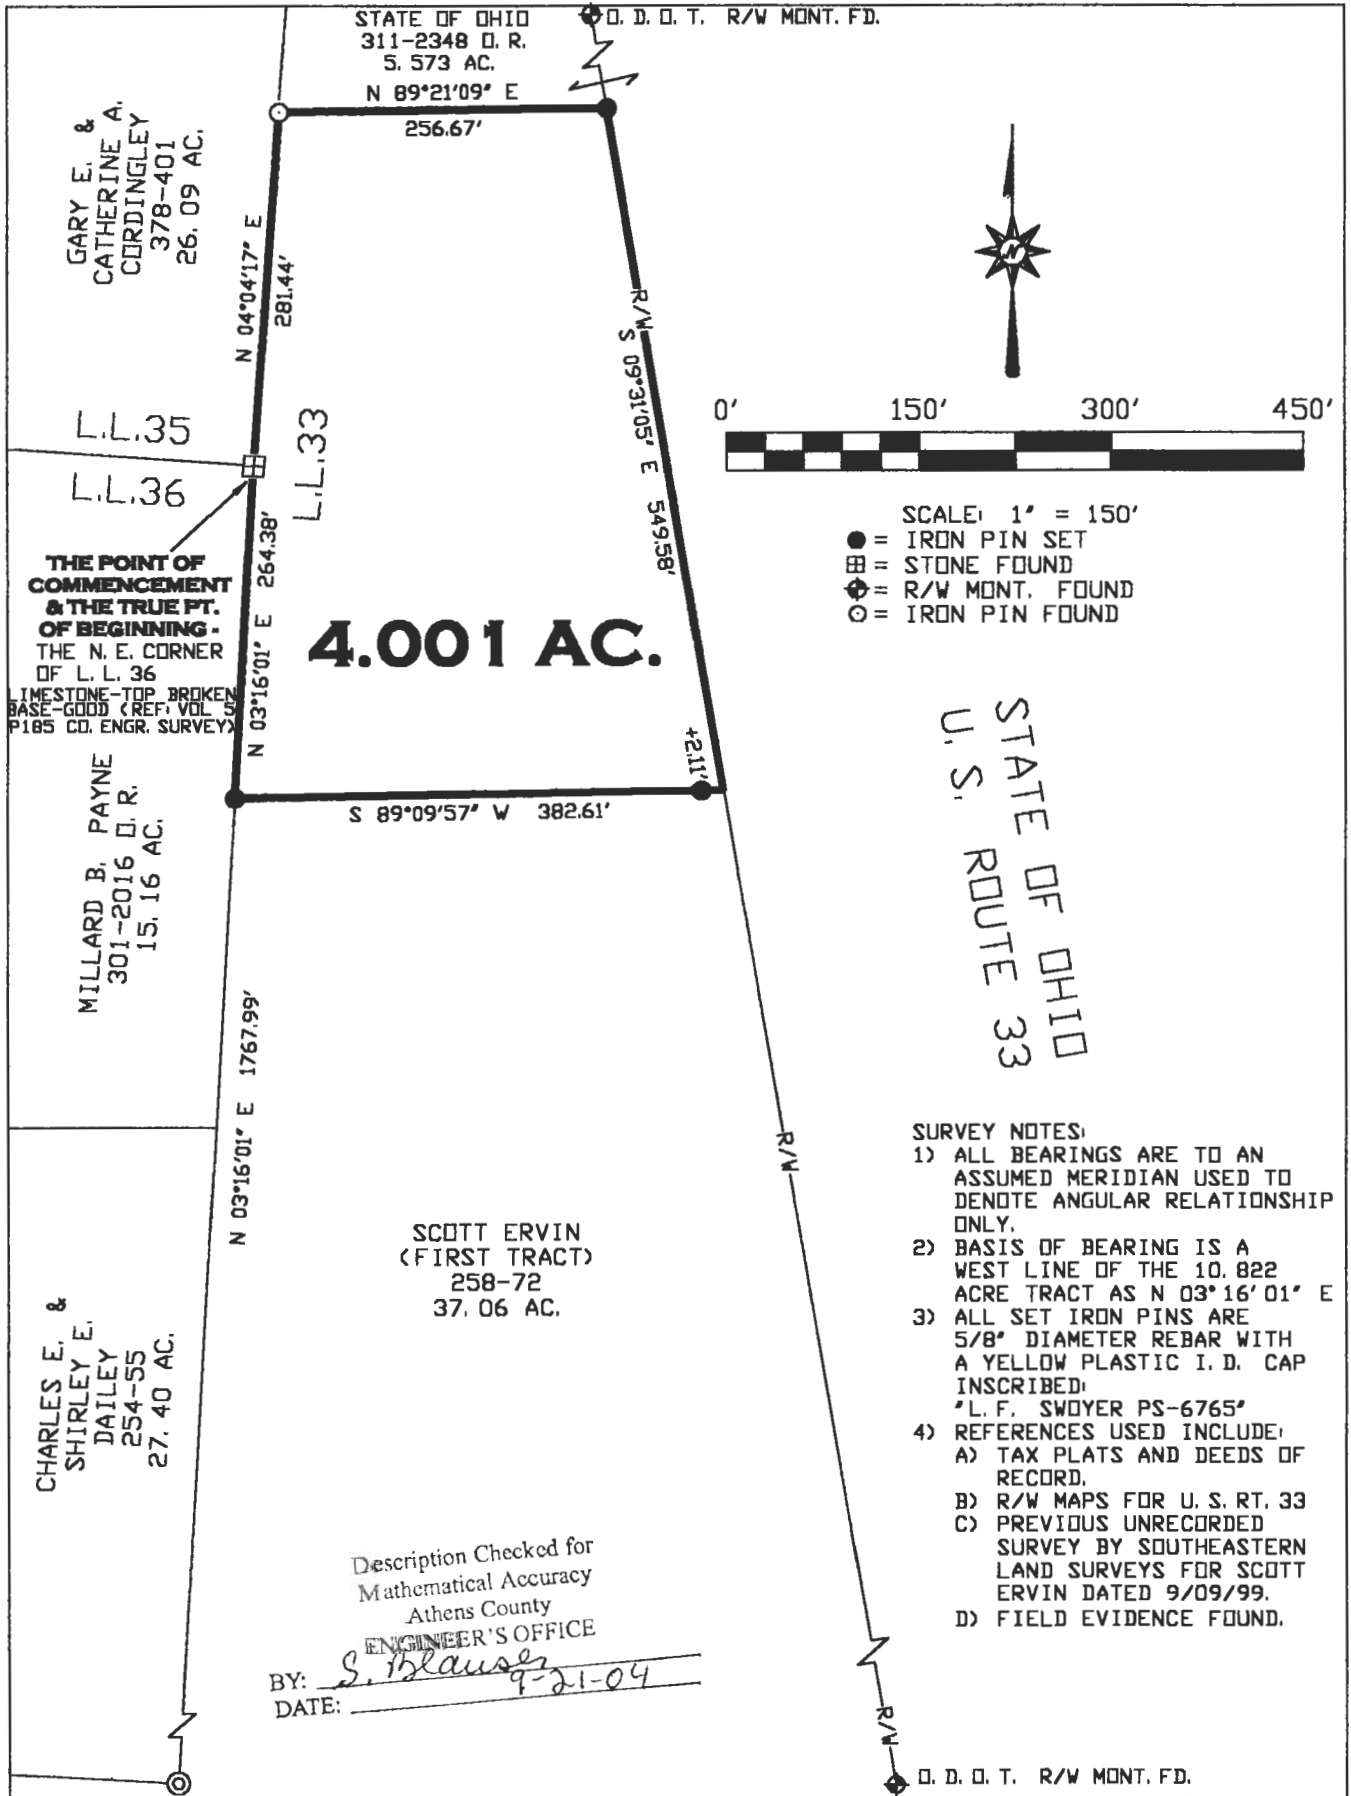 STATE OF OHIO
311-2348 O. R.
5. 573 AC.
O. D. O. T. R/W MONT. FD.
N 89°21'09" E
256.67'
GARY E. &
CATHERINE A.
CORDINGLEY
378-401
26. 09 AC.
N 04°04'17" E
281.44'
R/W
S 09°31'05" E 549.58'
N
0' 150' 300' 450'
SCALE: 1" = 150'
= IRON PIN SET
= STONE FOUND
= R/W MONT. FOUND
= IRON PIN FOUND
L.L.35
L.L.36
L.L.33
THE POINT OF
COMMENCEMENT
& THE TRUE PT.
OF BEGINNING -
THE N. E. CORNER
OF L. L. 36
LIMESTONE-TOP BROKEN
BASE-GOOD (REF: VOL 5
P185 CO. ENGR. SURVEY)
N 03°16'01" E 264.38'
4.001 AC.
+2.11'
S 89°09'57" W 382.61'
MILLARD B. PAYNE
301-2016 O. R.
15. 16 AC.
STATE OF OHIO
U. S. ROUTE 33
N 03°16'01" E 1767.99'
R/W
SCOTT ERVIN
(FIRST TRACT)
258-72
37. 06 AC.
CHARLES E. &
SHIRLEY E.
DAILEY
254-55
27. 40 AC.
SURVEY NOTES:
1) ALL BEARINGS ARE TO AN
ASSUMED MERIDIAN USED TO
DENOTE ANGULAR RELATIONSHIP
ONLY.
2) BASIS OF BEARING IS A
WEST LINE OF THE 10. 822
ACRE TRACT AS N 03° 16' 01" E
3) ALL SET IRON PINS ARE
5/8" DIAMETER REBAR WITH
A YELLOW PLASTIC I. D. CAP
INSCRIBED:
"L. F. SWOYER PS-6765"
4) REFERENCES USED INCLUDE:
A) TAX PLATS AND DEEDS OF
RECORD.
B) R/W MAPS FOR U. S. RT. 33
C) PREVIOUS UNRECORDED
SURVEY BY SOUTHEASTERN
LAND SURVEYS FOR SCOTT
ERVIN DATED 9/09/99.
D) FIELD EVIDENCE FOUND.
Description Checked for
Mathematical Accuracy
Athens County
ENGINEER'S OFFICE
BY: S. Blauser
DATE: 9-21-04
R/W
O. D. O. T. R/W MONT. FD.